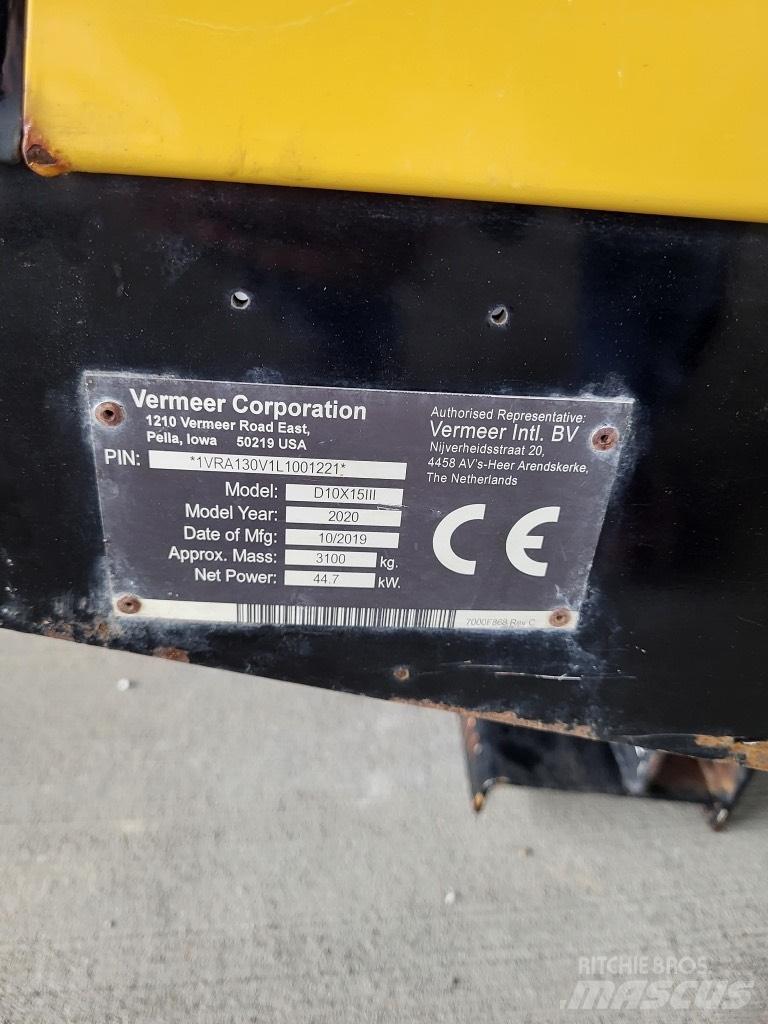 Vermeer Corporation
1210 Vermeer Road East,
Pella, Iowa 50219 USA
PIN: *1VRA130V1L1001221*
Model: D10X15III
Model Year: 2020
Date of Mfg: 10/2019
Approx. Mass: 3100 kg.
Net Power: 44.7 kW.
Authorised Representative:
Vermeer Intl. BV
Nijverheidsstraat 20,
4458 AV's-Heer Arendskerke,
The Netherlands
CE
7000F868 Rev C
RITCHIE BROS.
mascus